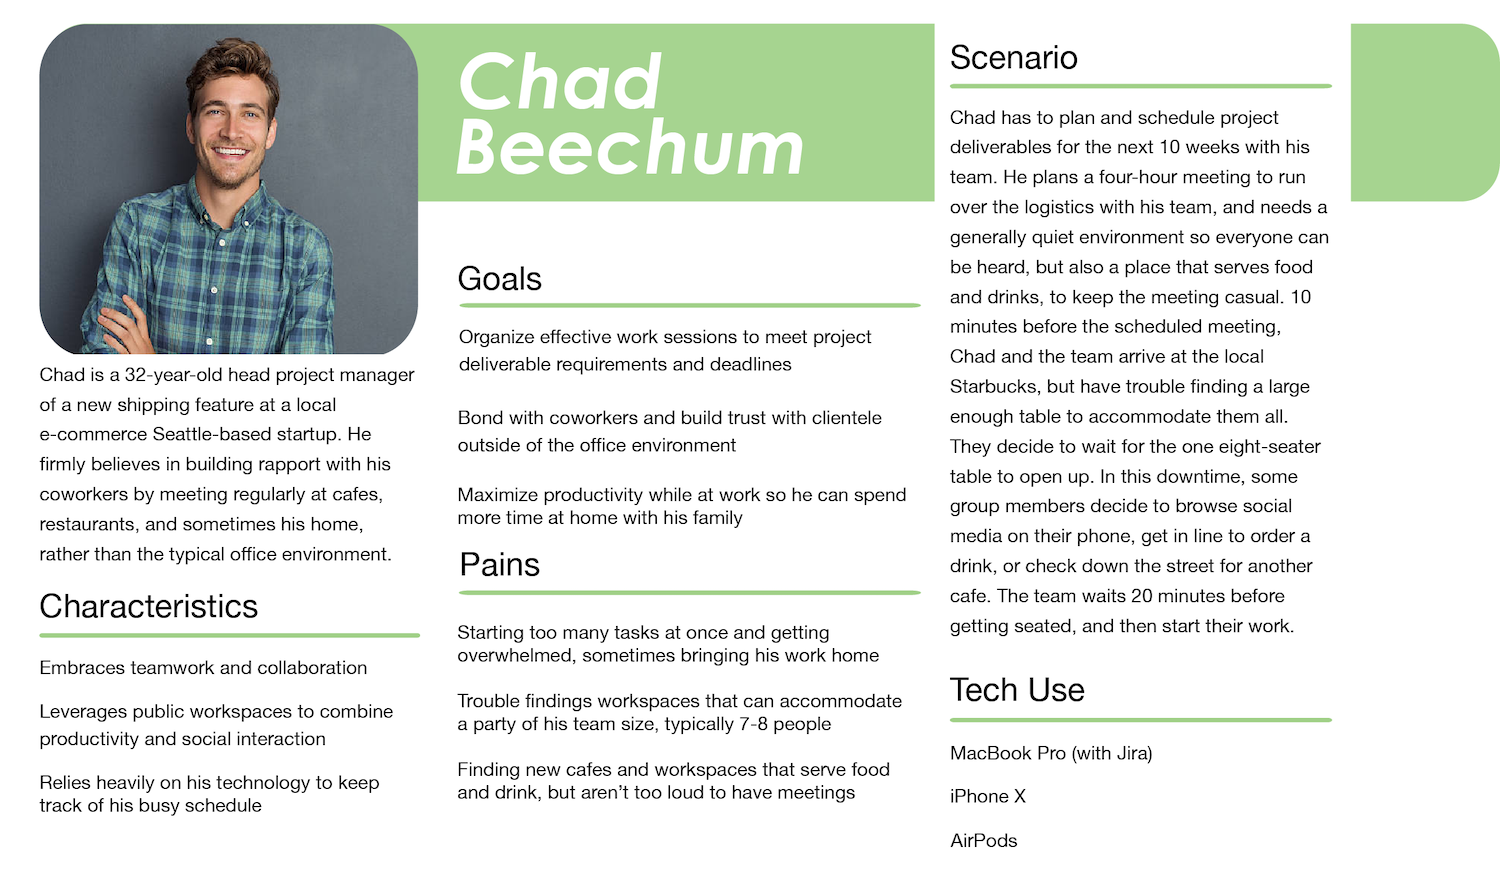 Chad
Beechum
Chad is a 32-year-old head project manager
of a new shipping feature at a local
e-commerce Seattle-based startup. He
firmly believes in building rapport with his
coworkers by meeting regularly at cafes,
restaurants, and sometimes his home,
rather than the typical office environment.
Characteristics
Embraces teamwork and collaboration
Leverages public workspaces to combine
productivity and social interaction
Relies heavily on his technology to keep
track of his busy schedule
Goals
Organize effective work sessions to meet project
deliverable requirements and deadlines
Bond with coworkers and build trust with clientele
outside of the office environment
Maximize productivity while at work so he can spend
more time at home with his family
Pains
Starting too many tasks at once and getting
overwhelmed, sometimes bringing his work home
Trouble findings workspaces that can accommodate
a party of his team size, typically 7-8 people
Finding new cafes and workspaces that serve food
and drink, but aren't too loud to have meetings
Scenario
Chad has to plan and schedule project
deliverables for the next 10 weeks with his
team. He plans a four-hour meeting to run
over the logistics with his team, and needs a
generally quiet environment so everyone can
be heard, but also a place that serves food
and drinks, to keep the meeting casual. 10
minutes before the scheduled meeting,
Chad and the team arrive at the local
Starbucks, but have trouble finding a large
enough table to accommodate them all.
They decide to wait for the one eight-seater
table to open up. In this downtime, some
group members decide to browse social
media on their phone, get in line to order a
drink, or check down the street for another
cafe. The team waits 20 minutes before
getting seated, and then start their work.
Tech Use
MacBook Pro (with Jira)
iPhone X
AirPods